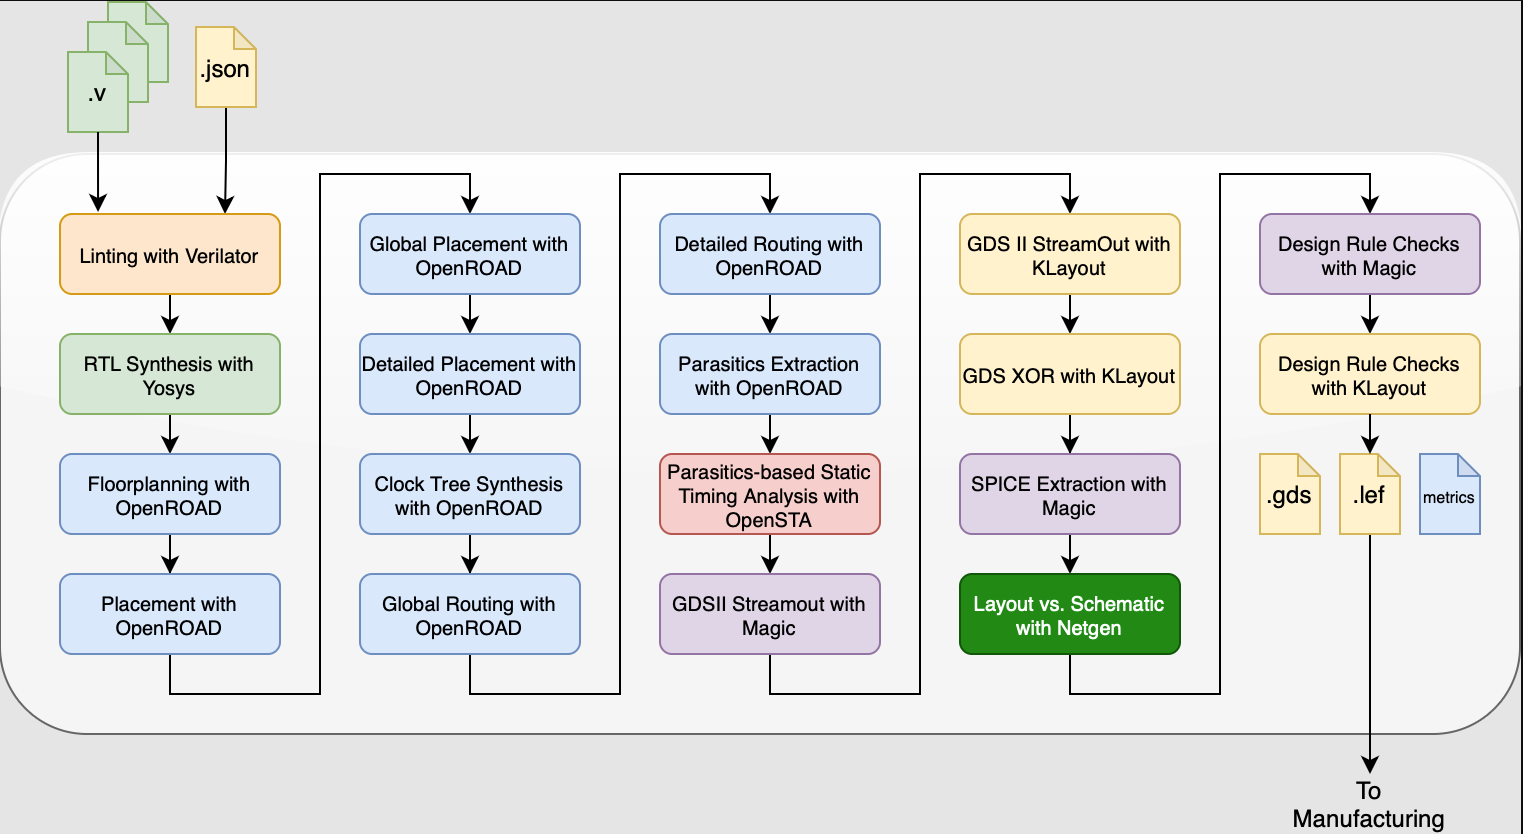 .v
.json
Linting with Verilator
RTL Synthesis with
Yosys
Floorplanning with
OpenROAD
Placement with
OpenROAD
Global Placement with
OpenROAD
Detailed Placement with
OpenROAD
Clock Tree Synthesis
with OpenROAD
Global Routing with
OpenROAD
Detailed Routing with
OpenROAD
Parasitics Extraction
with OpenROAD
Parasitics-based Static
Timing Analysis with
OpenSTA
GDSII Streamout with
Magic
GDS II StreamOut with
KLayout
GDS XOR with KLayout
SPICE Extraction with
Magic
Layout vs. Schematic
with Netgen
Design Rule Checks
with Magic
Design Rule Checks
with KLayout
.gds
.lef
metrics
To
Manufacturing